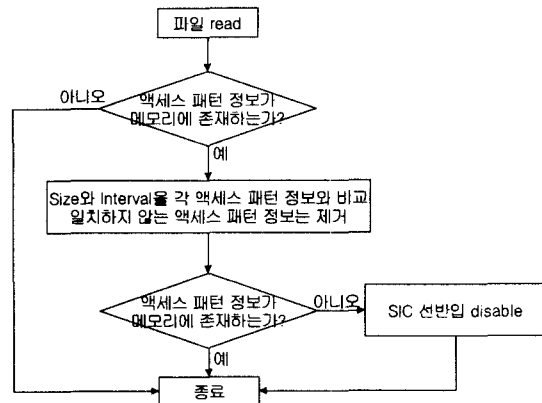 파일 read
액세스 패턴 정보가
메모리에 존재하는가?
아니오
예
Size와 Interval을 각 액세스 패턴 정보와 비교
일치하지 않는 액세스 패턴 정보는 제거
액세스 패턴 정보가
메모리에 존재하는가?
아니오
SIC 선반입 disable
예
종료